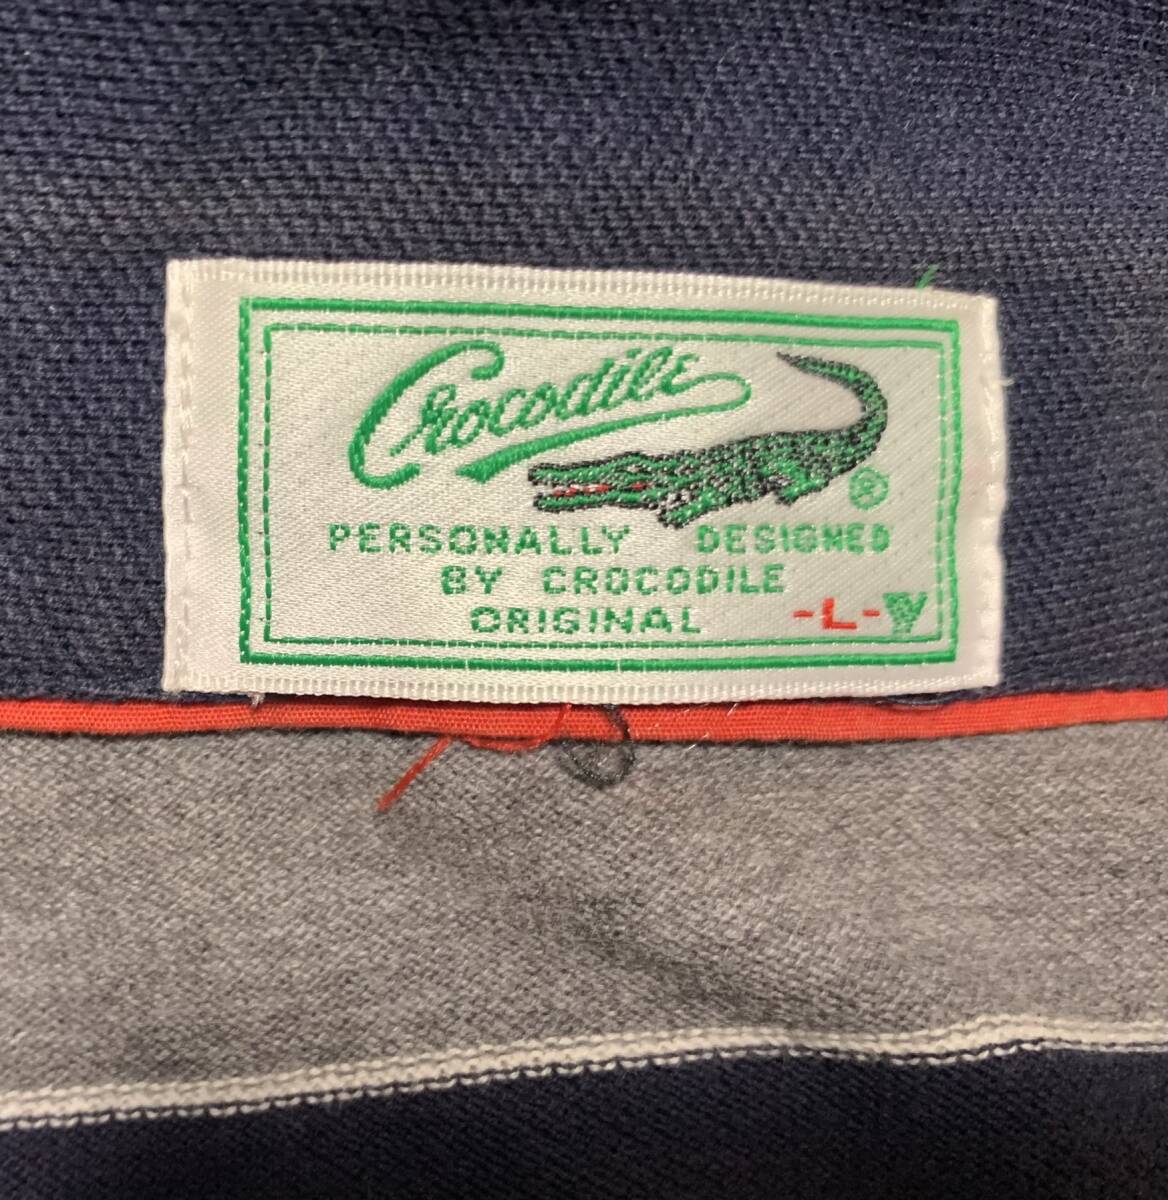 Crocodile
®
PERSONALLY DESIGNED
BY CROCODILE
ORIGINAL
-L-